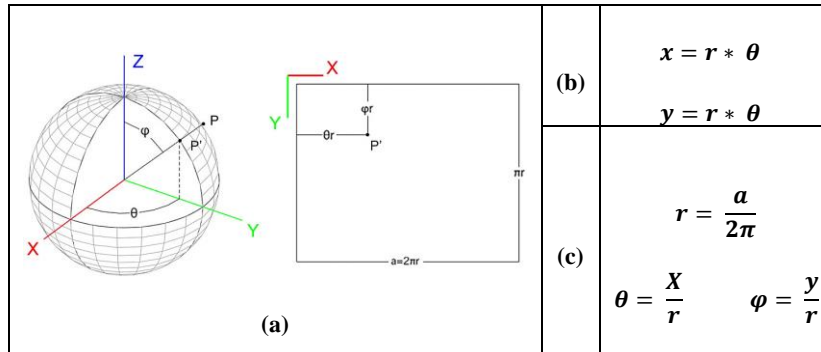 Z
φ
P
P'
θ
X
Y
X
Y
φr
θr
P'
πr
a=2πr
(a)
(b)
x = r * θ
y = r * θ
(c)
r = a / 2π
θ = X / r φ = y / r